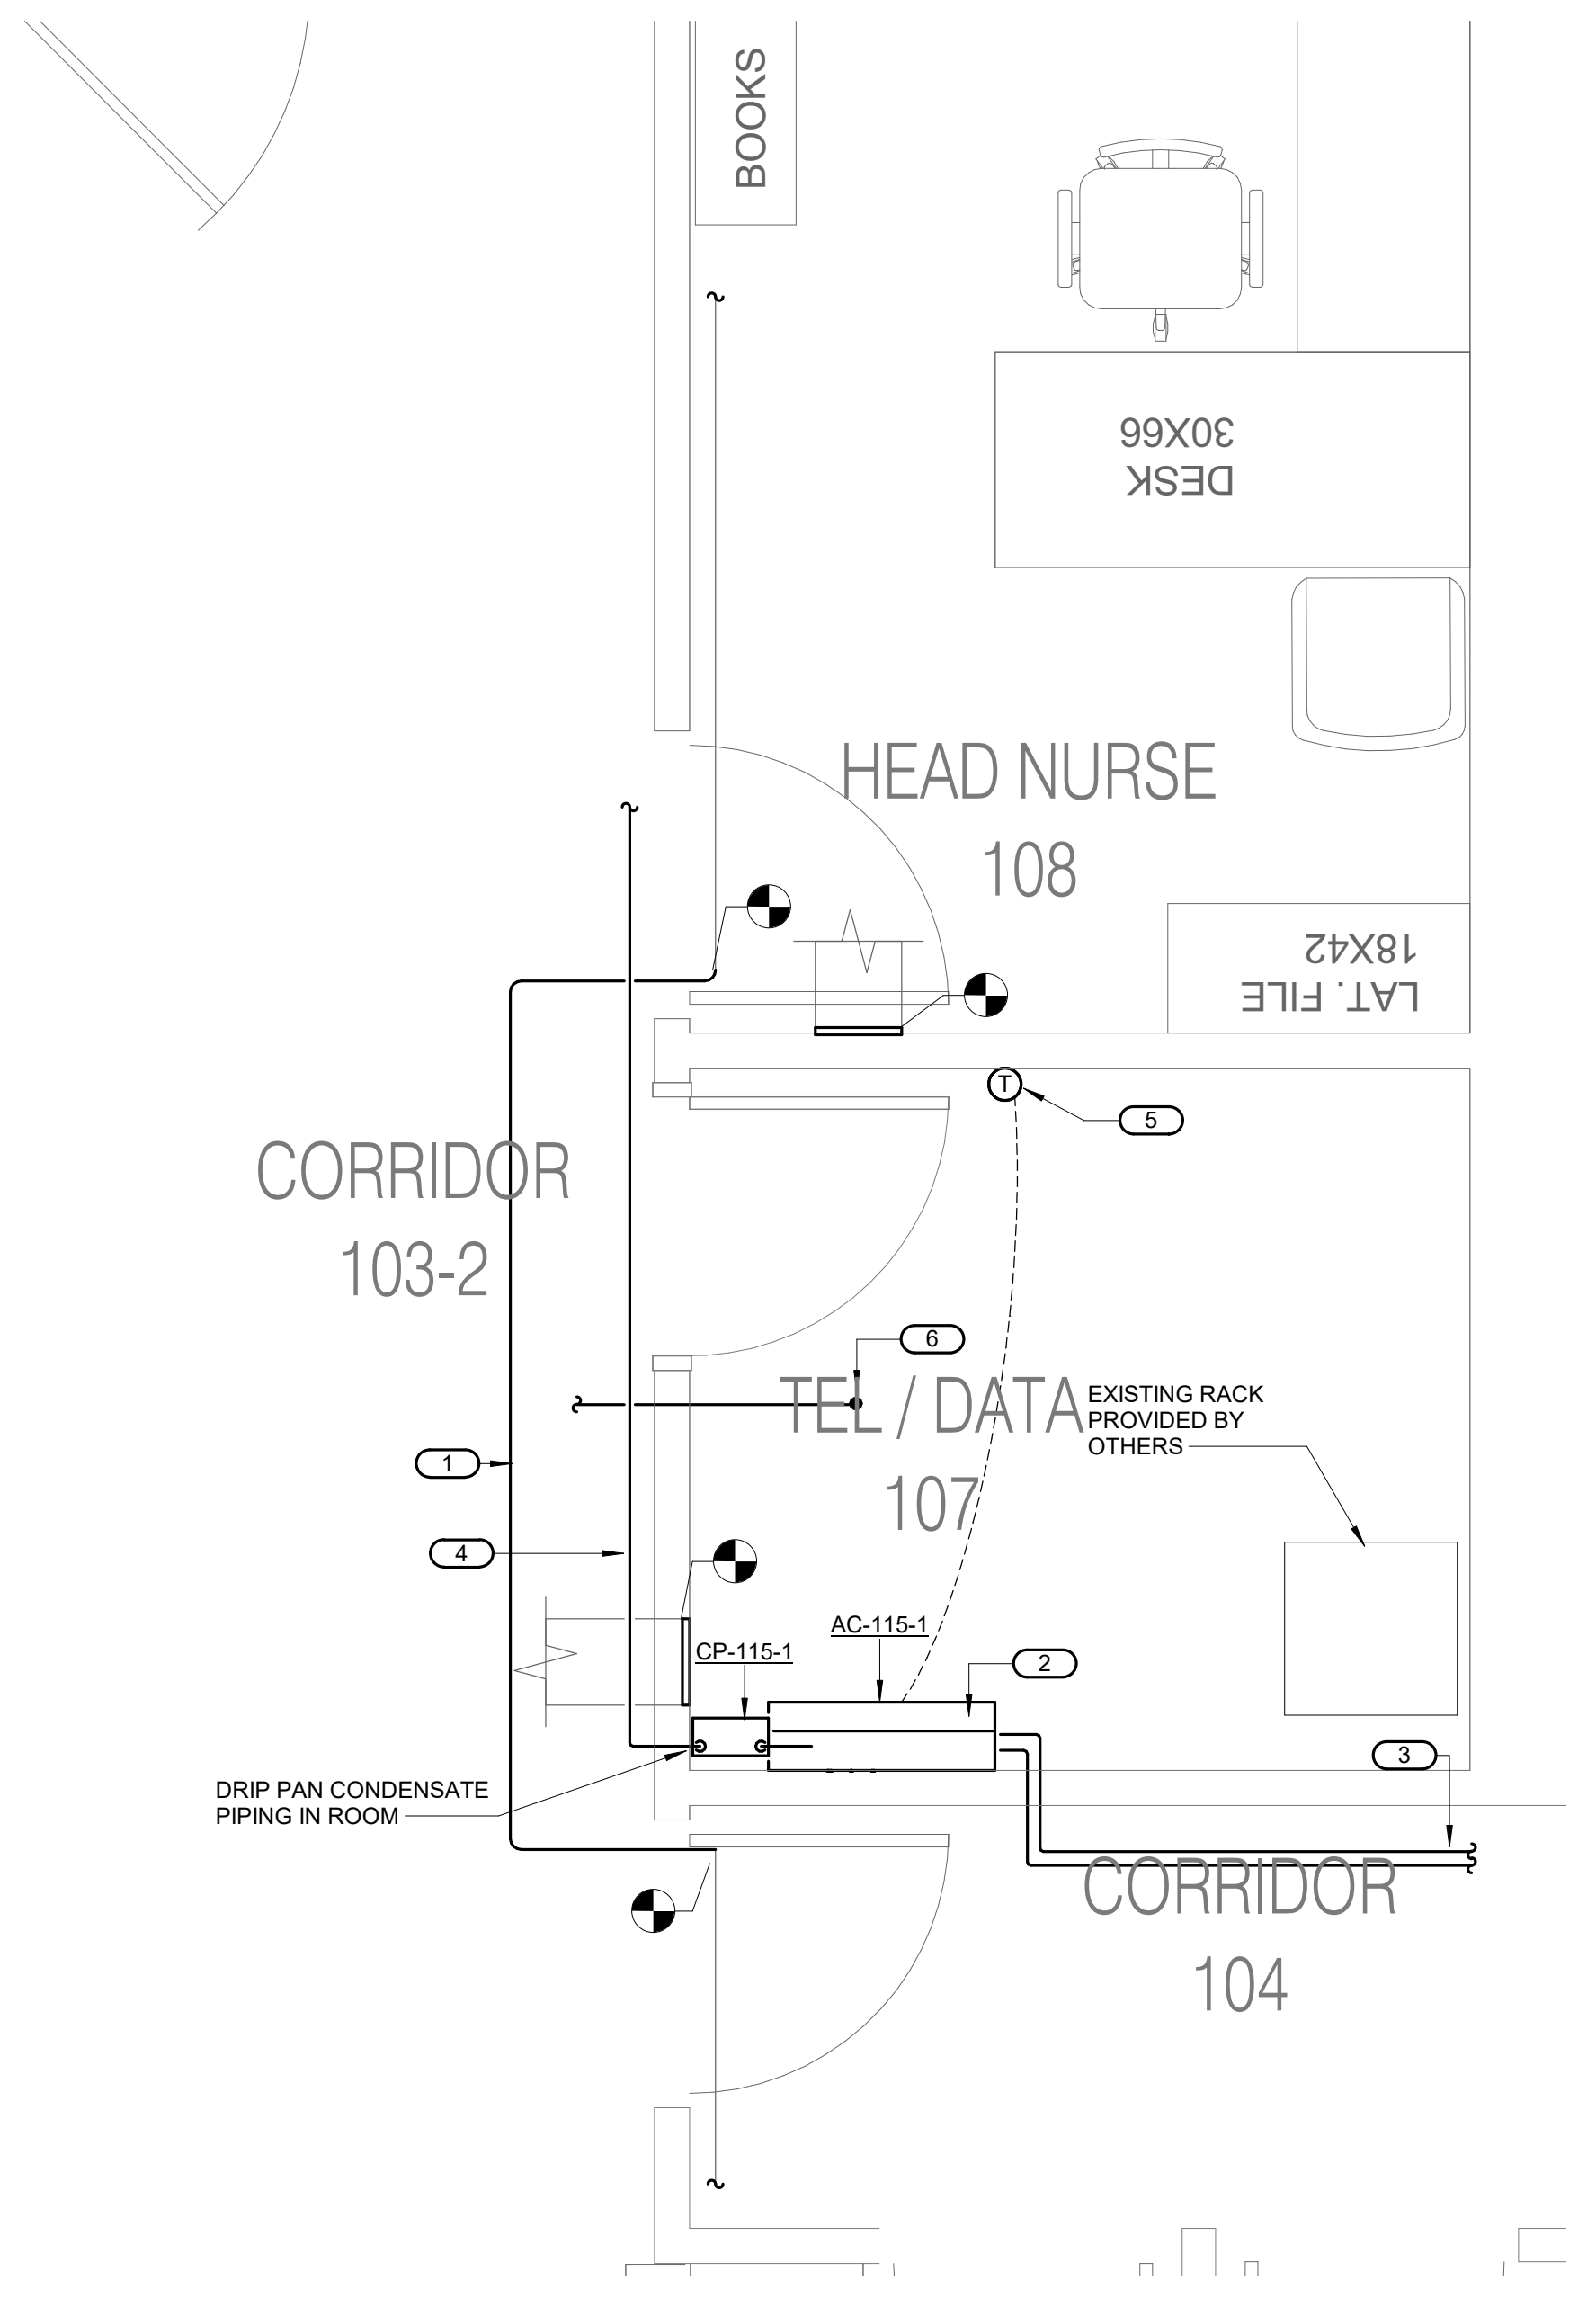 BOOKS
30X66
DESK
HEAD NURSE
108
18X42
LAT. FILE
T
5
CORRIDOR
103-2
6
TEL / DATA
107
EXISTING RACK
PROVIDED BY
OTHERS
1
4
AC-115-1
CP-115-1
2
3
DRIP PAN CONDENSATE
PIPING IN ROOM
CORRIDOR
104